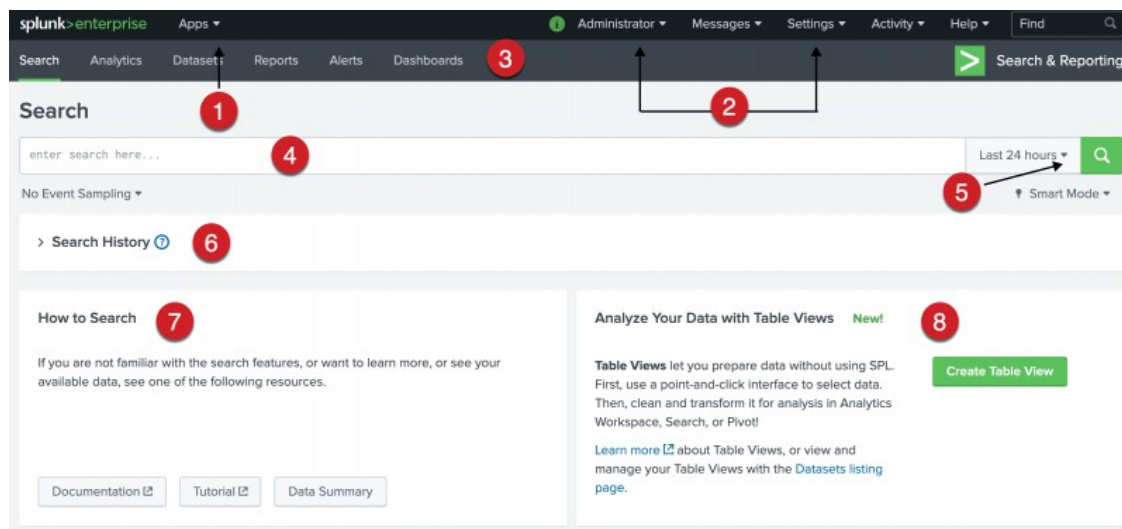 splunk>enterprise Apps Administrator Messages Settings Activity Help Find
Search Analytics Datasets Reports Alerts Dashboards 3 Search & Reporting
1
2
Search
enter search here... 4 Last 24 hours
5
No Event Sampling Smart Mode
> Search History ? 6
How to Search 7
If you are not familiar with the search features, or want to learn more, or see your
available data, see one of the following resources.
Documentation Tutorial Data Summary
Analyze Your Data with Table Views New! 8
Table Views let you prepare data without using SPL.
First, use a point-and-click interface to select data.
Then, clean and transform it for analysis in Analytics
Workspace, Search, or Pivot!
Create Table View
Learn more about Table Views, or view and
manage your Table Views with the Datasets listing
page.